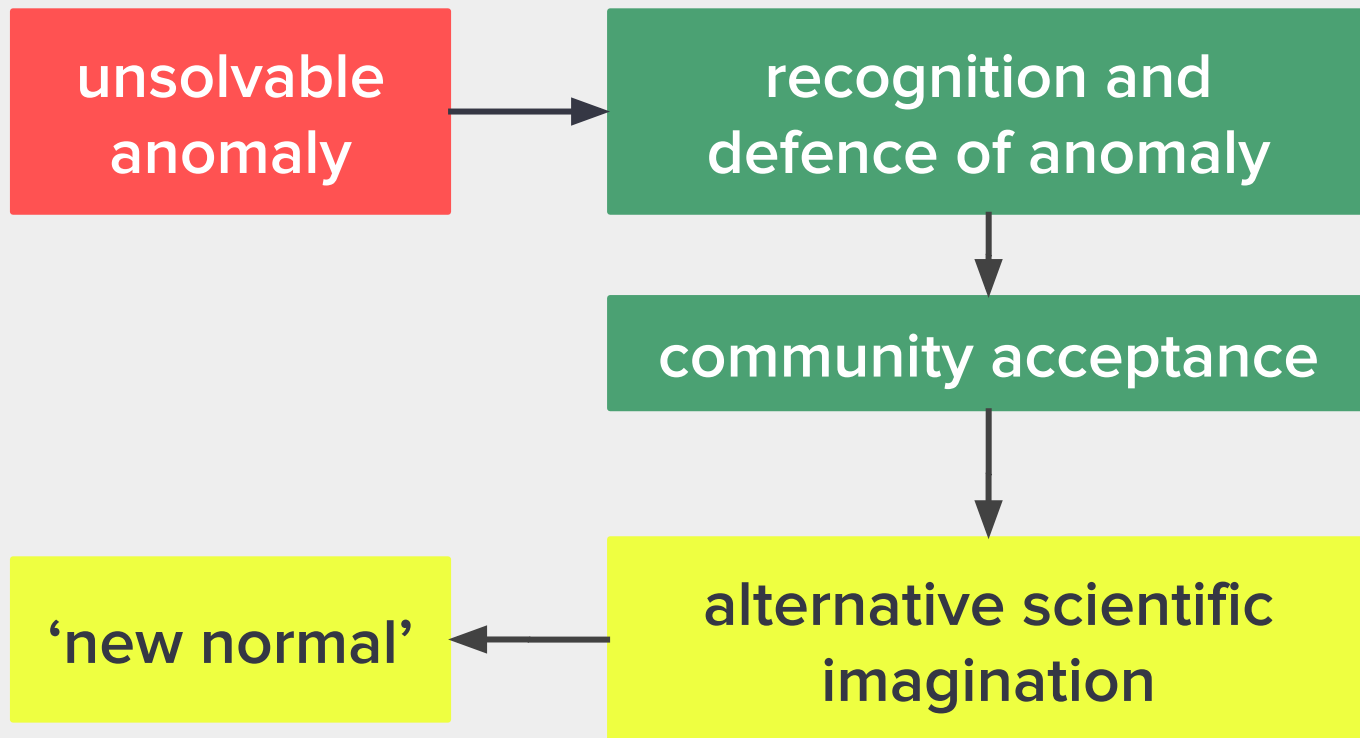 unsolvable
anomaly
recognition and
defence of anomaly
community acceptance
alternative scientific
imagination
‘new normal’